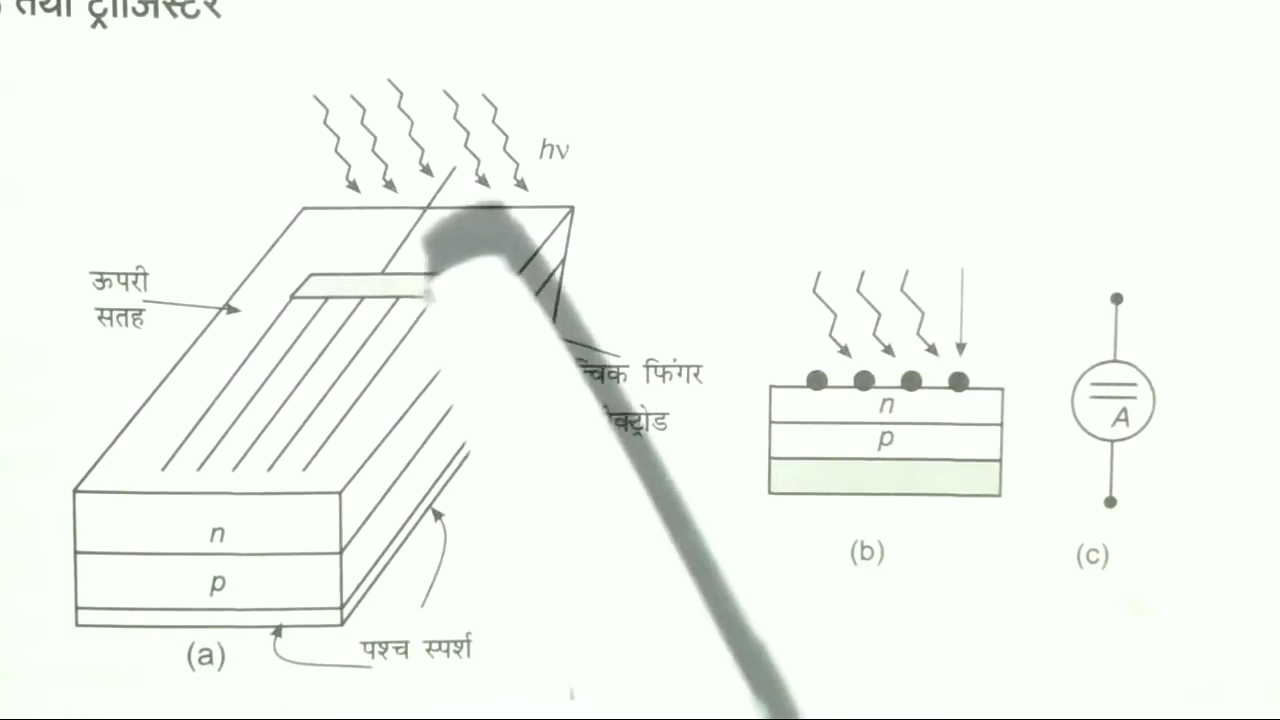 तथा ट्रांजिस्टर
hν
ऊपरी
सतह
फिंगर
n
p
(a)
पश्च स्पर्श
n
p
(b)
A
(c)